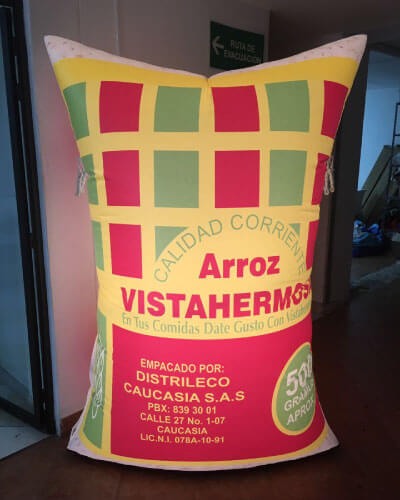 RUTA DE
EVACUACIÓN
CALIDAD CORRIENTE
Arroz
VISTAHERMOSA
En Tus Comidas Date Gusto Con
EMPACADO POR:
DISTRILECO
CAUCASIA S.A.S
PBX: 839 30 01
CALLE 27 No. 1-07
CAUCASIA
LIC.N.I. 078A-10-91
500
GRAMOS
APROX